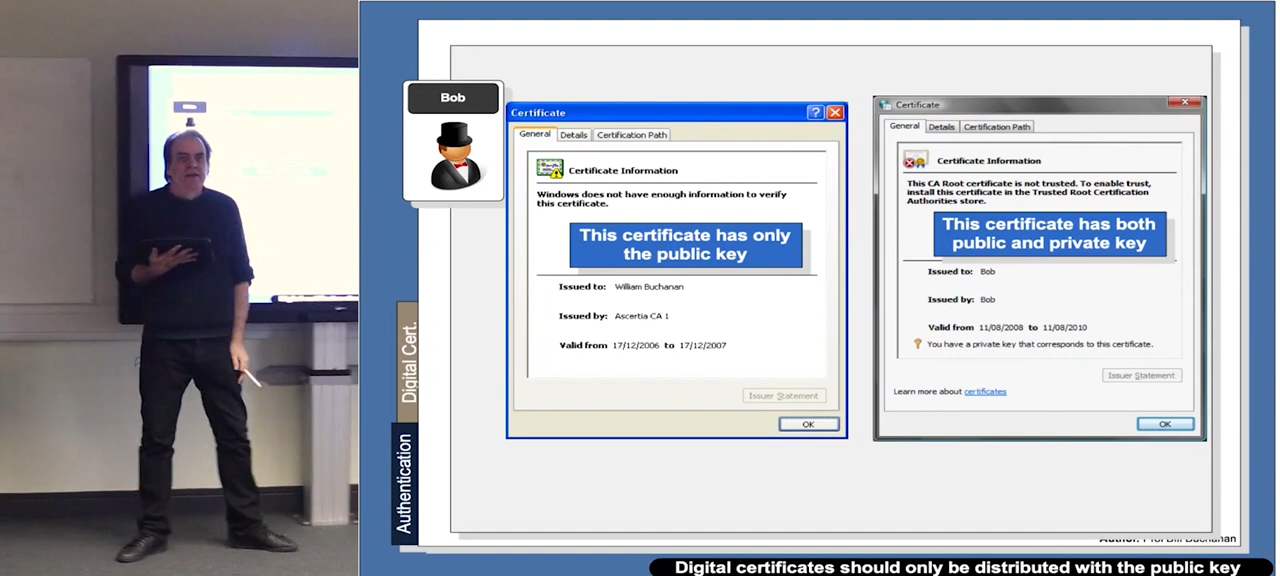 Bob
Certificate
General
Details
Certification Path
Certificate Information
Windows does not have enough information to verify
this certificate.
This certificate has only
the public key
Issued to: William Buchanan
Issued by: Ascertia CA 1
Valid from 17/12/2006 to 17/12/2007
Issuer Statement
OK
Certificate
General
Details
Certification Path
Certificate Information
This CA Root certificate is not trusted. To enable trust,
install this certificate in the Trusted Root Certification
Authorities store.
This certificate has both
public and private key
Issued to: Bob
Issued by: Bob
Valid from 11/08/2008 to 11/08/2010
You have a private key that corresponds to this certificate.
Issuer Statement
Learn more about certificates
OK
Digital Cert.
Authentication
Author: Prof Bill Buchanan
Digital certificates should only be distributed with the public key